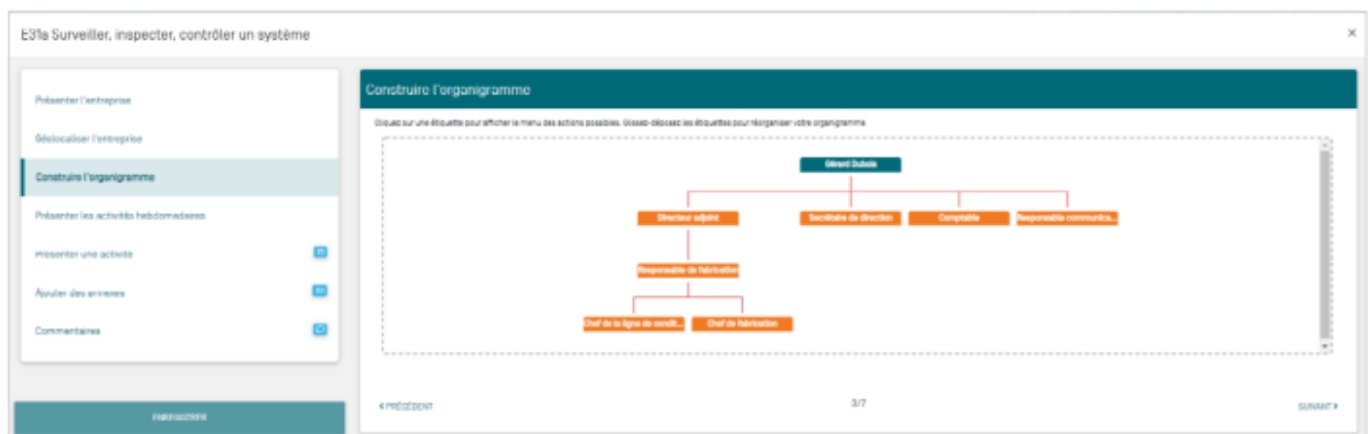 E31a Surveiller, inspecter, contrôler un système
×
Présenter l'entreprise
Géolocaliser l'entreprise
Construire l'organigramme
Présenter les activités hebdomadaires
Présenter une activité
Ajouter des annexes
Commentaires
ENREGISTRER
Construire l'organigramme
Cliquez sur une étiquette pour afficher le menu des actions possibles. Glissez-déposez les étiquettes pour réorganiser votre organigramme
Gérard Dubois
Directeur adjoint
Secrétaire de direction
Comptable
Responsable communica...
Responsable de fabrication
Chef de la ligne de condit...
Chef de fabrication
PRÉCÉDENT
3/7
SUIVANT